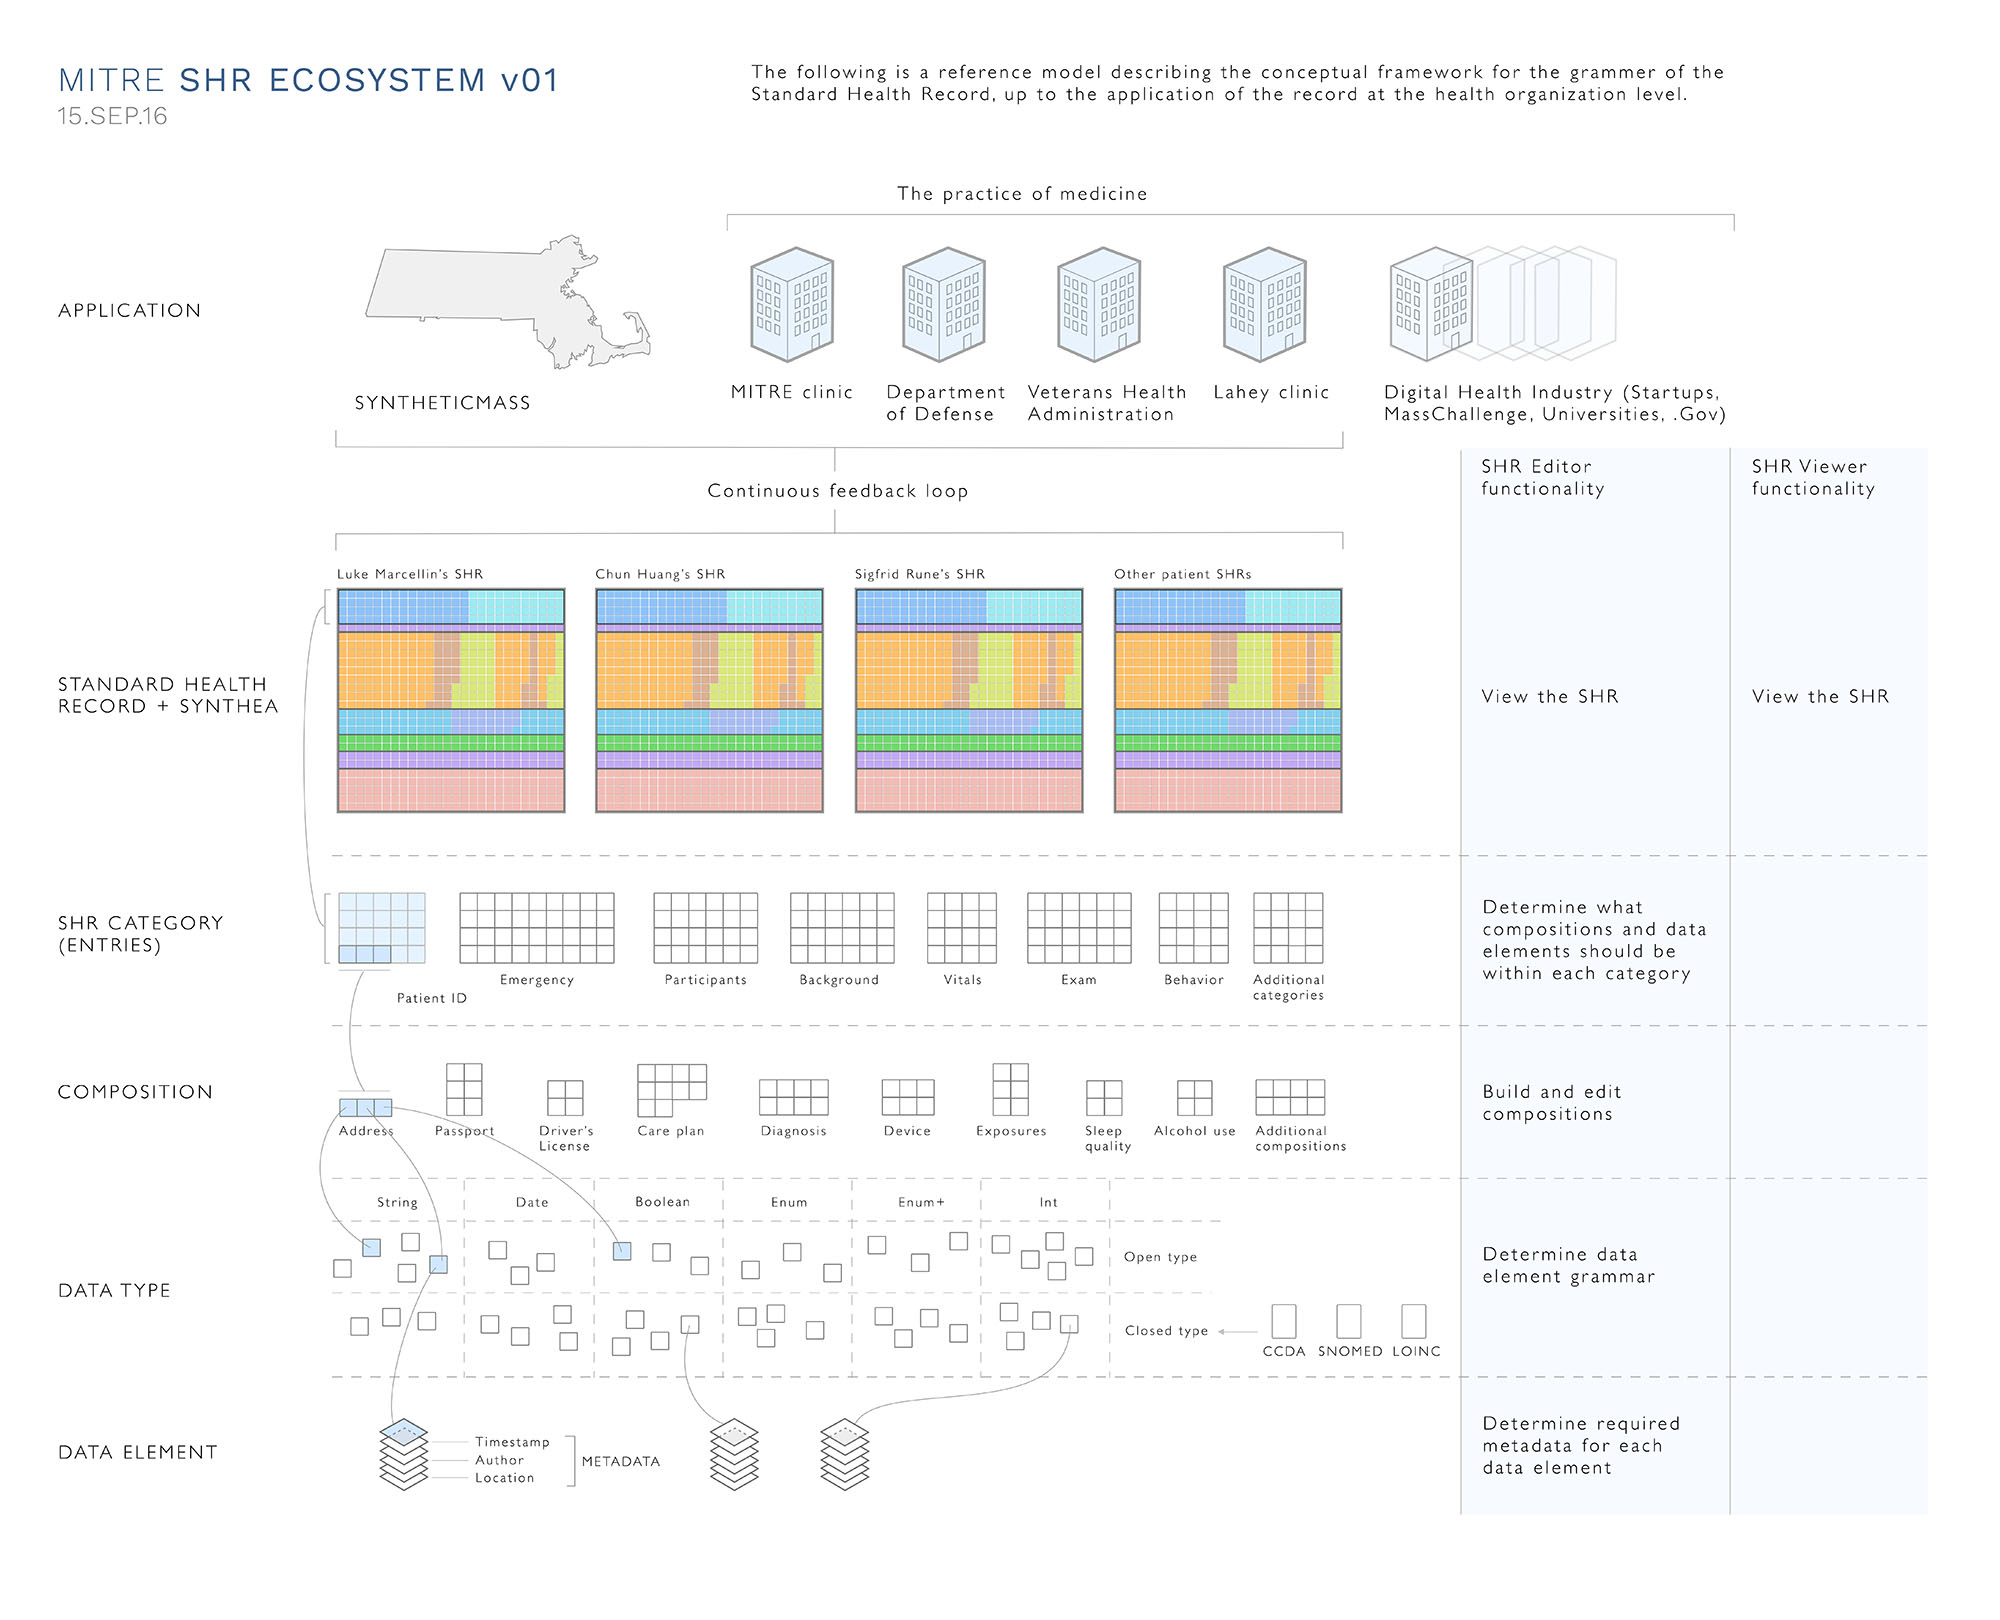 MITRE SHR ECOSYSTEM v01
15.SEP.16
The following is a reference model describing the conceptual framework for the grammer of the
Standard Health Record, up to the application of the record at the health organization level.
The practice of medicine
APPLICATION
SYNTHETICMASS
MITRE clinic
Department
of Defense
Veterans Health
Administration
Lahey clinic
Digital Health Industry (Startups,
MassChallenge, Universities, .Gov)
Continuous feedback loop
SHR Editor
functionality
SHR Viewer
functionality
Luke Marcellin's SHR
Chun Huang's SHR
Sigfrid Rune's SHR
Other patient SHRs
STANDARD HEALTH
RECORD + SYNTHEA
View the SHR
View the SHR
SHR CATEGORY
(ENTRIES)
Patient ID
Emergency
Participants
Background
Vitals
Exam
Behavior
Additional
categories
Determine what
compositions and data
elements should be
within each category
COMPOSITION
Address
Passport
Driver's
License
Care plan
Diagnosis
Device
Exposures
Sleep
quality
Alcohol use
Additional
compositions
Build and edit
compositions
String
Date
Boolean
Enum
Enum+
Int
DATA TYPE
Open type
Closed type
CCDA
SNOMED
LOINC
Determine data
element grammar
DATA ELEMENT
Timestamp
Author
Location
METADATA
Determine required
metadata for each
data element